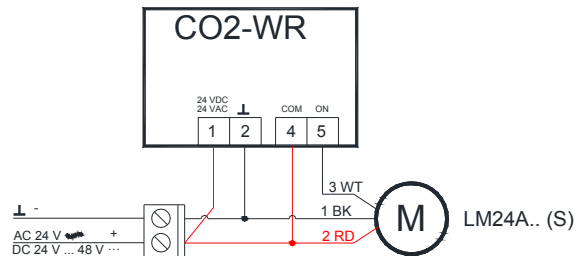 CO2-WR
24 VDC
24 VAC
⊥
COM
ON
1
2
4
5
3 WT
1 BK
2 RD
M
LM24A.. (S)
⊥ -
AC 24 V +
DC 24 V ... 48 V ...